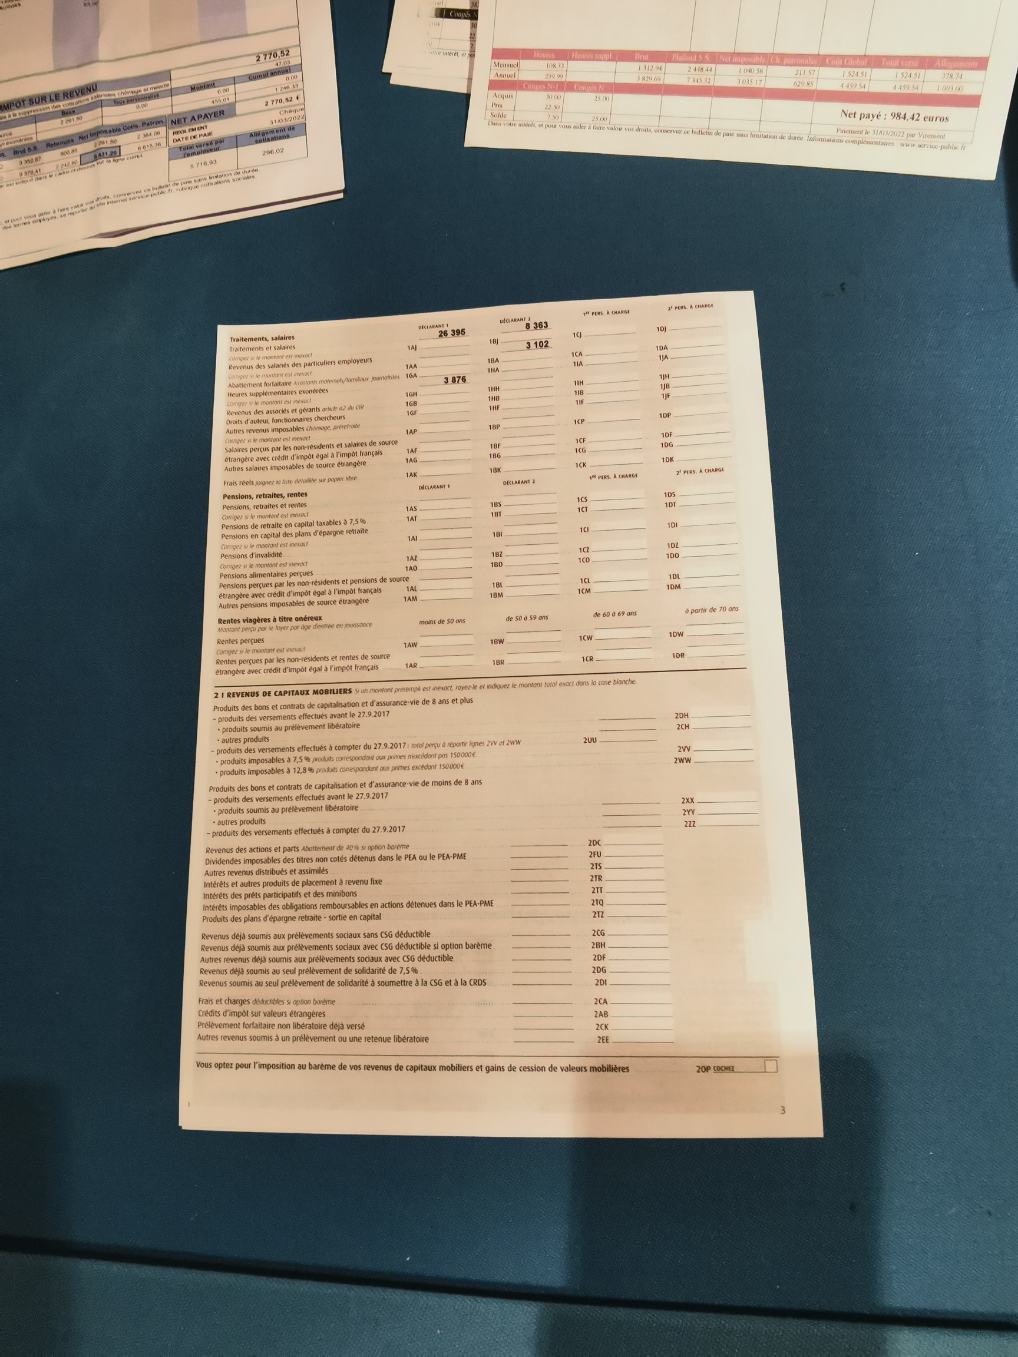 2 770,52
47,03
Cumul annuel
IMPOT SUR LE REVENU
Montant
0,00
2 770,52 €
NET A PAYER
REGLEMENT
Chèque
DATE DE PAIE
31/03/2022
Total versé par l'employeur
Allègement de cotisations
296,02
Congés N
Heures Heures suppl. Brut Plafond S.S. Net imposable Ch. patronales Coût Global Total versé Allègements
Mensuel 108.33 1 312.94 2 448.44 1 040.58 211.57 1 524.51 1 524.51 378.74
Annuel
Congés N-1 Congés N
Acquis 30.00 25.00
Pris 22.50
Solde 7.50 25.00
Net payé : 984,42 euros
Paiement le 31/03/2022 par Virement
Dans votre intérêt, et pour vous aider à faire valoir vos droits, conservez ce bulletin de paie sans limitation de durée. Informations complémentaires : www.service-public.fr
Traitements, salaires DÉCLARANT 1 DÉCLARANT 2 1re PERS. À CHARGE 2e PERS. À CHARGE
26 395 8 363
Traitements et salaires 1AJ 1BJ 1CJ 1DJ
Corrigez si le montant est inexact 3 102
Revenus des salariés des particuliers employeurs 1AA 1BA 1CA 1DA
Corrigez si le montant est inexact
Abattement forfaitaire Assistants maternels/familiaux journalistes 1GA 1HA 1IA 1JA
3 876
Heures supplémentaires exonérées 1GH 1HH 1IH 1JH
Corrigez si le montant est inexact
Revenus des associés et gérants article 62 du CGI 1GB 1HB 1IB 1JB
Droits d'auteur, fonctionnaires chercheurs 1GF 1HF 1IF 1JF
Autres revenus imposables chômage, préretraite 1AP 1BP 1CP 1DP
Corrigez si le montant est inexact
Salaires perçus par les non-résidents et salaires de source
étrangère avec crédit d'impôt égal à l'impôt français 1AF 1BF 1CF 1DF
Autres salaires imposables de source étrangère 1AG 1BG 1CG 1DG
Frais réels joignez la liste détaillée sur papier libre 1AK 1BK 1CK 1DK
Pensions, retraites, rentes DÉCLARANT 1 DÉCLARANT 2 1re PERS. À CHARGE 2e PERS. À CHARGE
Pensions, retraites et rentes 1AS 1BS 1CS 1DS
Corrigez si le montant est inexact
Pensions de retraite en capital taxables à 7,5 % 1AT 1BT 1CT 1DT
Pensions en capital des plans d'épargne retraite 1AI 1BI 1CI 1DI
Corrigez si le montant est inexact
Pensions d'invalidité 1AZ 1BZ 1CZ 1DZ
Corrigez si le montant est inexact
Pensions alimentaires perçues 1AO 1BO 1CO 1DO
Pensions perçues par les non-résidents et pensions de source
étrangère avec crédit d'impôt égal à l'impôt français 1AL 1BL 1CL 1DL
Autres pensions imposables de source étrangère 1AM 1BM 1CM 1DM
Rentes viagères à titre onéreux moins de 50 ans de 50 à 59 ans de 60 à 69 ans à partir de 70 ans
Montant perçu par le foyer par âge d'entrée en jouissance
Rentes perçues 1AW 1BW 1CW 1DW
Corrigez si le montant est inexact
Rentes perçues par les non-résidents et rentes de source
étrangère avec crédit d'impôt égal à l'impôt français 1AR 1BR 1CR 1DR
2 I REVENUS DE CAPITAUX MOBILIERS Si un montant prérempli est inexact, rayez-le et indiquez le montant total exact dans la case blanche.
Produits des bons et contrats de capitalisation et d'assurance-vie de 8 ans et plus
– produits des versements effectués avant le 27.9.2017
• produits soumis au prélèvement libératoire 2DH
• autres produits 2CH
– produits des versements effectués à compter du 27.9.2017 : total perçu à répartir lignes 2VV et 2WW 2UU
• produits imposables à 7,5 % produits correspondant aux primes n'excédant pas 150 000 € 2VV
• produits imposables à 12,8 % produits correspondant aux primes excédant 150 000 € 2WW
Produits des bons et contrats de capitalisation et d'assurance-vie de moins de 8 ans
– produits des versements effectués avant le 27.9.2017
• produits soumis au prélèvement libératoire 2XX
• autres produits 2YY
– produits des versements effectués à compter du 27.9.2017 2ZZ
Revenus des actions et parts Abattement de 40 % si option barème 2DC
Dividendes imposables des titres non cotés détenus dans le PEA ou le PEA-PME 2FU
Autres revenus distribués et assimilés 2TS
Intérêts et autres produits de placement à revenu fixe 2TR
Intérêts des prêts participatifs et des minibons 2TT
Intérêts imposables des obligations remboursables en actions détenues dans le PEA-PME 2TQ
Produits des plans d'épargne retraite - sortie en capital 2TZ
Revenus déjà soumis aux prélèvements sociaux sans CSG déductible 2CG
Revenus déjà soumis aux prélèvements sociaux avec CSG déductible si option barème 2BH
Autres revenus déjà soumis aux prélèvements sociaux avec CSG déductible 2DF
Revenus déjà soumis au seul prélèvement de solidarité de 7,5 % 2DG
Revenus soumis au seul prélèvement de solidarité à soumettre à la CSG et à la CRDS 2DI
Frais et charges déductibles si option barème 2CA
Crédits d'impôt sur valeurs étrangères 2AB
Prélèvement forfaitaire non libératoire déjà versé 2CK
Autres revenus soumis à un prélèvement ou une retenue libératoire 2EE
Vous optez pour l'imposition au barème de vos revenus de capitaux mobiliers et gains de cession de valeurs mobilières 2OP COCHEZ
3